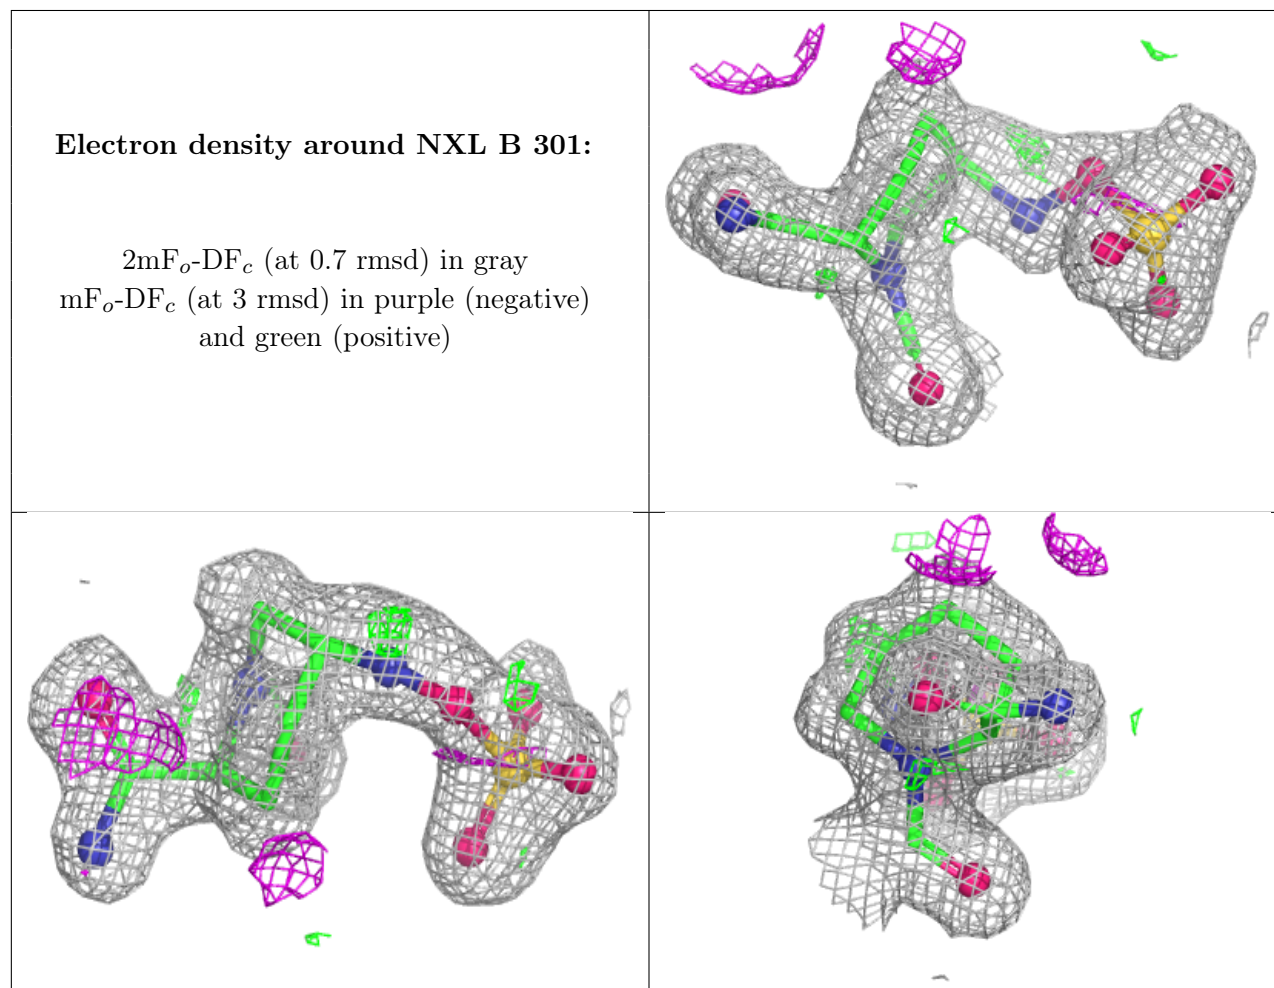 Electron density around NXL B 301:
2mFo-DFc (at 0.7 rmsd) in gray
mFo-DFc (at 3 rmsd) in purple (negative)
and green (positive)